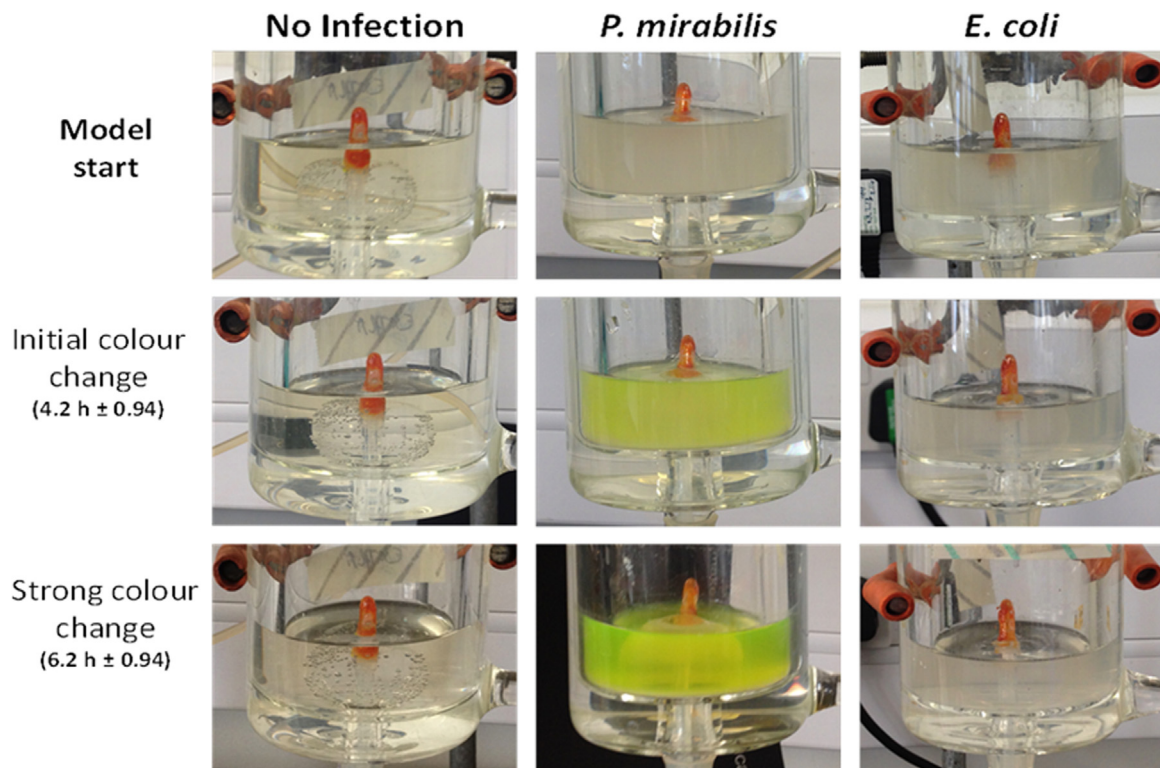 No Infection
P. mirabilis
E. coli
Model
start
Initial colour
change
(4.2 h ± 0.94)
Strong colour
change
(6.2 h ± 0.94)